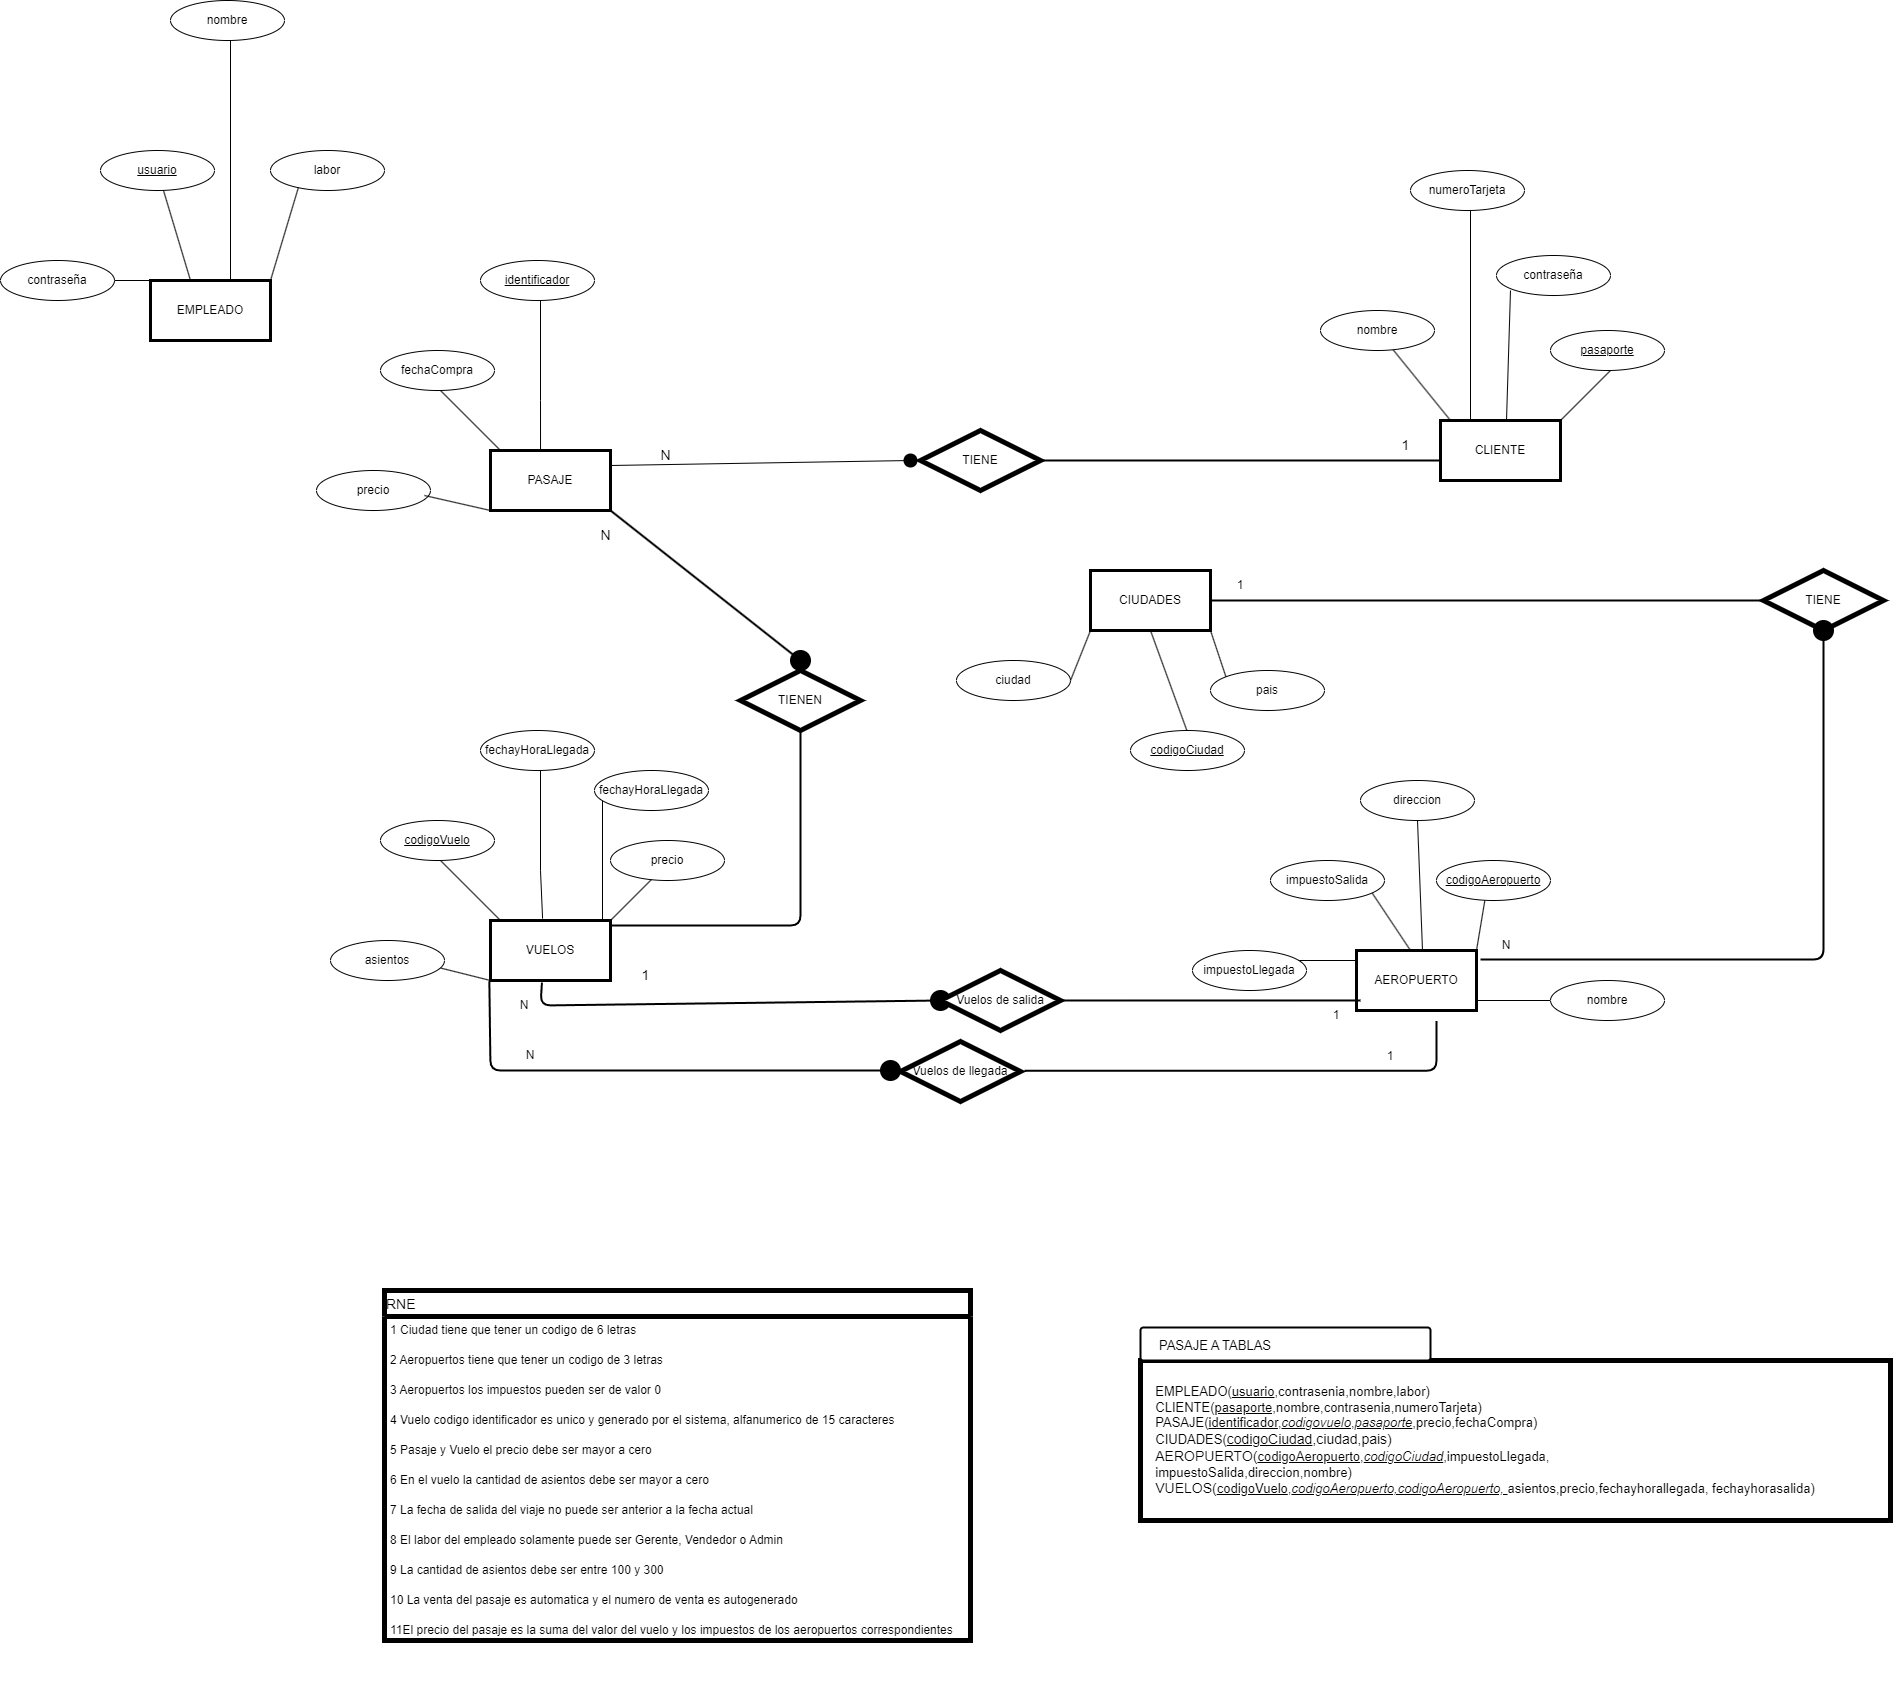 nombre
usuario
labor
contraseña
EMPLEADO
numeroTarjeta
contraseña
nombre
pasaporte
CLIENTE
identificador
fechaCompra
precio
PASAJE
N
TIENE
1
N
CIUDADES
1
TIENE
ciudad
pais
codigoCiudad
TIENEN
fechayHoraLlegada
fechayHoraLlegada
codigoVuelo
precio
asientos
VUELOS
1
direccion
impuestoSalida
codigoAeropuerto
impuestoLlegada
AEROPUERTO
N
nombre
N
Vuelos de salida
1
N
Vuelos de llegada
1
RNE
1 Ciudad tiene que tener un codigo de 6 letras
2 Aeropuertos tiene que tener un codigo de 3 letras
3 Aeropuertos los impuestos pueden ser de valor 0
4 Vuelo codigo identificador es unico y generado por el sistema, alfanumerico de 15 caracteres
5 Pasaje y Vuelo el precio debe ser mayor a cero
6 En el vuelo la cantidad de asientos debe ser mayor a cero
7 La fecha de salida del viaje no puede ser anterior a la fecha actual
8 El labor del empleado solamente puede ser Gerente, Vendedor o Admin
9 La cantidad de asientos debe ser entre 100 y 300
10 La venta del pasaje es automatica y el numero de venta es autogenerado
11El precio del pasaje es la suma del valor del vuelo y los impuestos de los aeropuertos correspondientes
PASAJE A TABLAS
EMPLEADO(usuario,contrasenia,nombre,labor)
CLIENTE(pasaporte,nombre,contrasenia,numeroTarjeta)
PASAJE(identificador,codigovuelo,pasaporte,precio,fechaCompra)
CIUDADES(codigoCiudad,ciudad,pais)
AEROPUERTO(codigoAeropuerto,codigoCiudad,impuestoLlegada,
impuestoSalida,direccion,nombre)
VUELOS(codigoVuelo,codigoAeropuerto,codigoAeropuerto, asientos,precio,fechayhorallegada, fechayhorasalida)